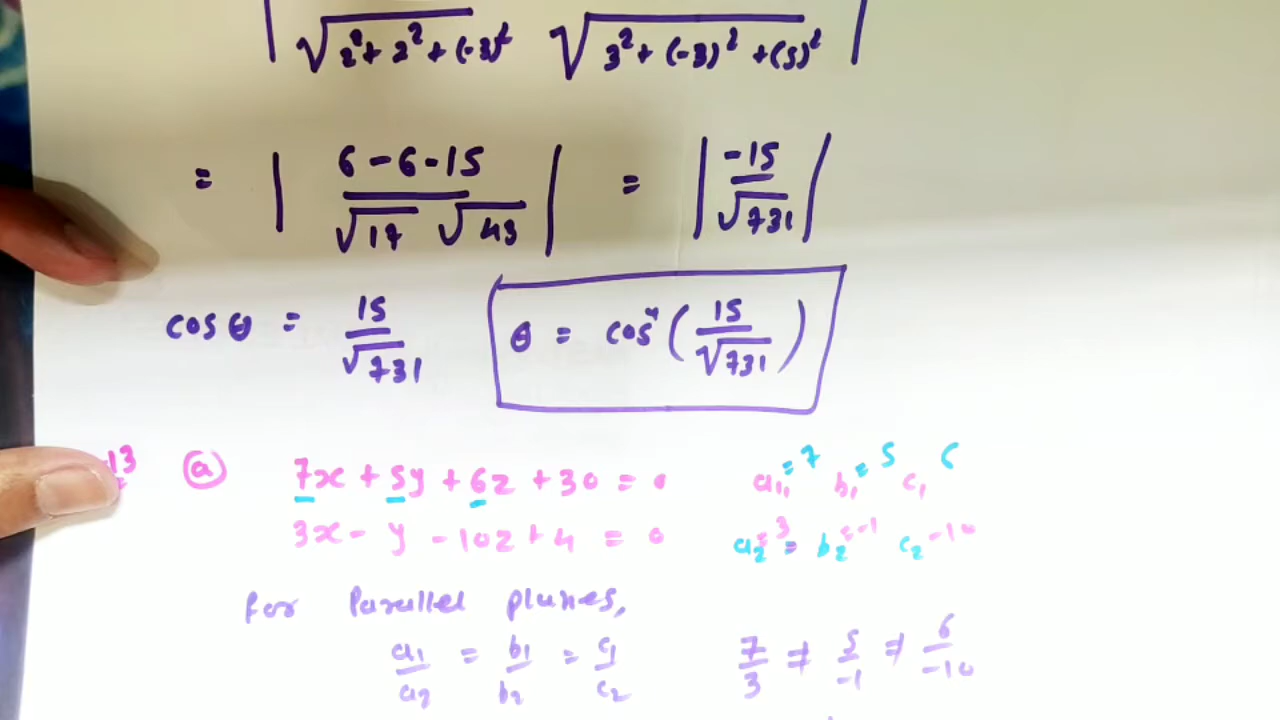 | √2² + 2² + (-3)² √3² + (-3)² + (5)² |
= | 6 - 6 - 15 / √17 √43 | = | -15 / √731 |
cos θ = 15/√731 θ = cos⁻¹ ( 15/√731 )
13 (a) 7x + 5y + 6z + 30 = 0 a₁ = 7 b₁ = 5 c₁ 6
3x - y - 10z + 4 = 0 a₂ = 3 b₂ = -1 c₂ -10
For Parallel planes,
a₁/a₂ = b₁/b₂ = c₁/c₂ 7/3 ≠ 5/-1 ≠ 6/-10